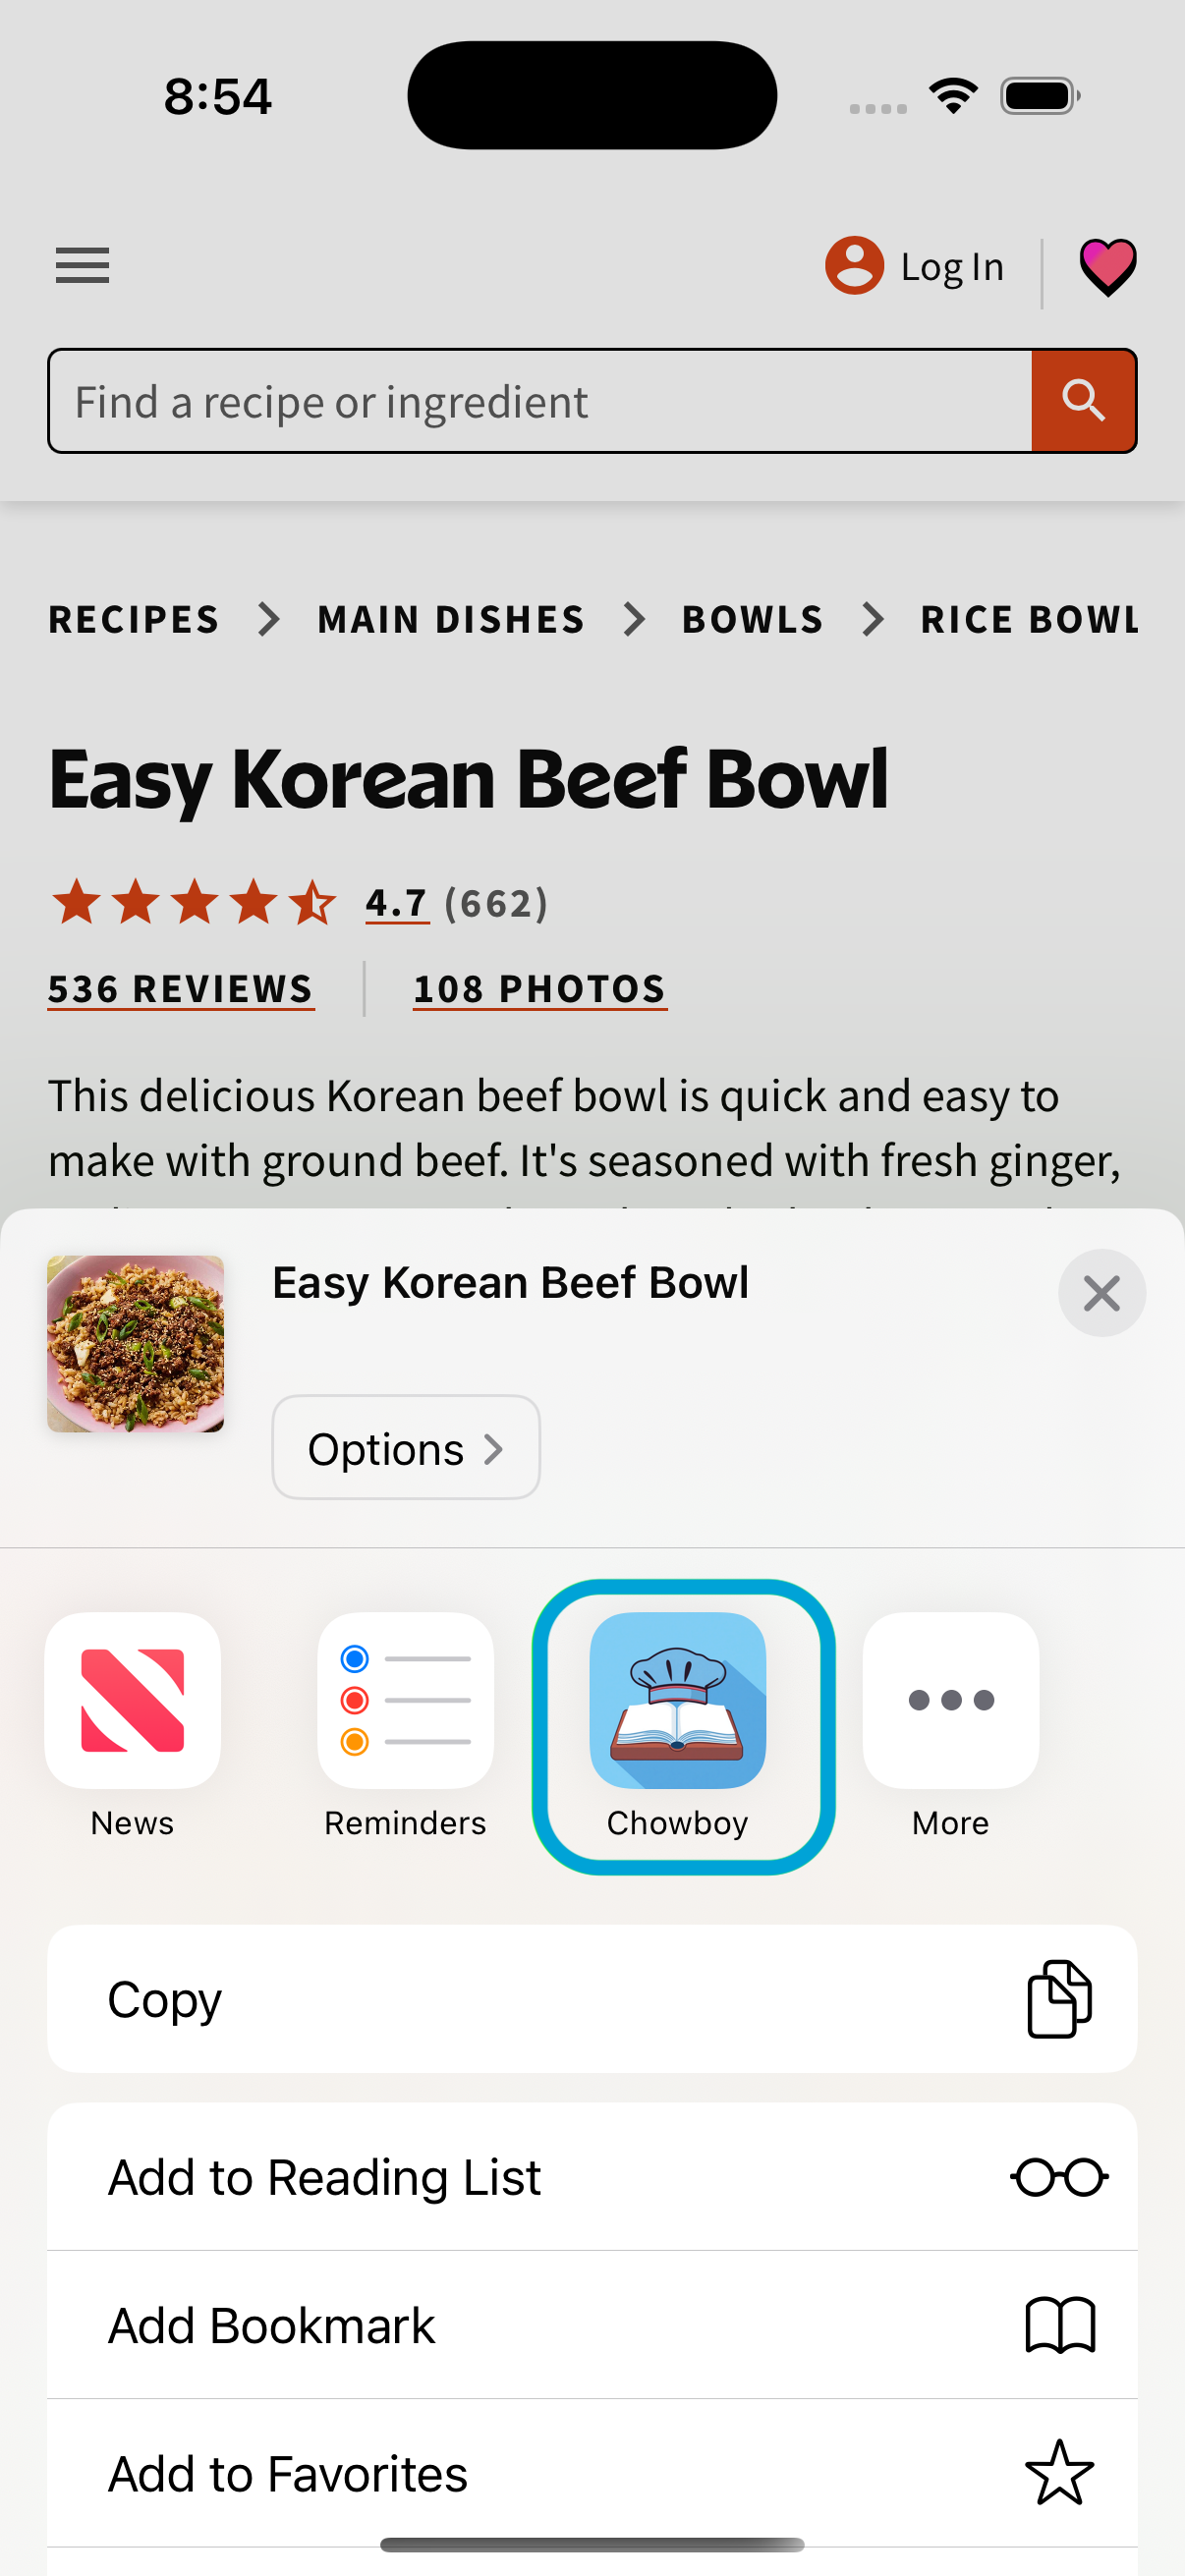 8:54
Log In
Find a recipe or ingredient
RECIPES > MAIN DISHES > BOWLS > RICE BOWL
Easy Korean Beef Bowl
4.7 (662)
536 REVIEWS
108 PHOTOS
This delicious Korean beef bowl is quick and easy to
make with ground beef. It's seasoned with fresh ginger,
Easy Korean Beef Bowl
Options >
News
Reminders
Chowboy
More
Copy
Add to Reading List
Add Bookmark
Add to Favorites